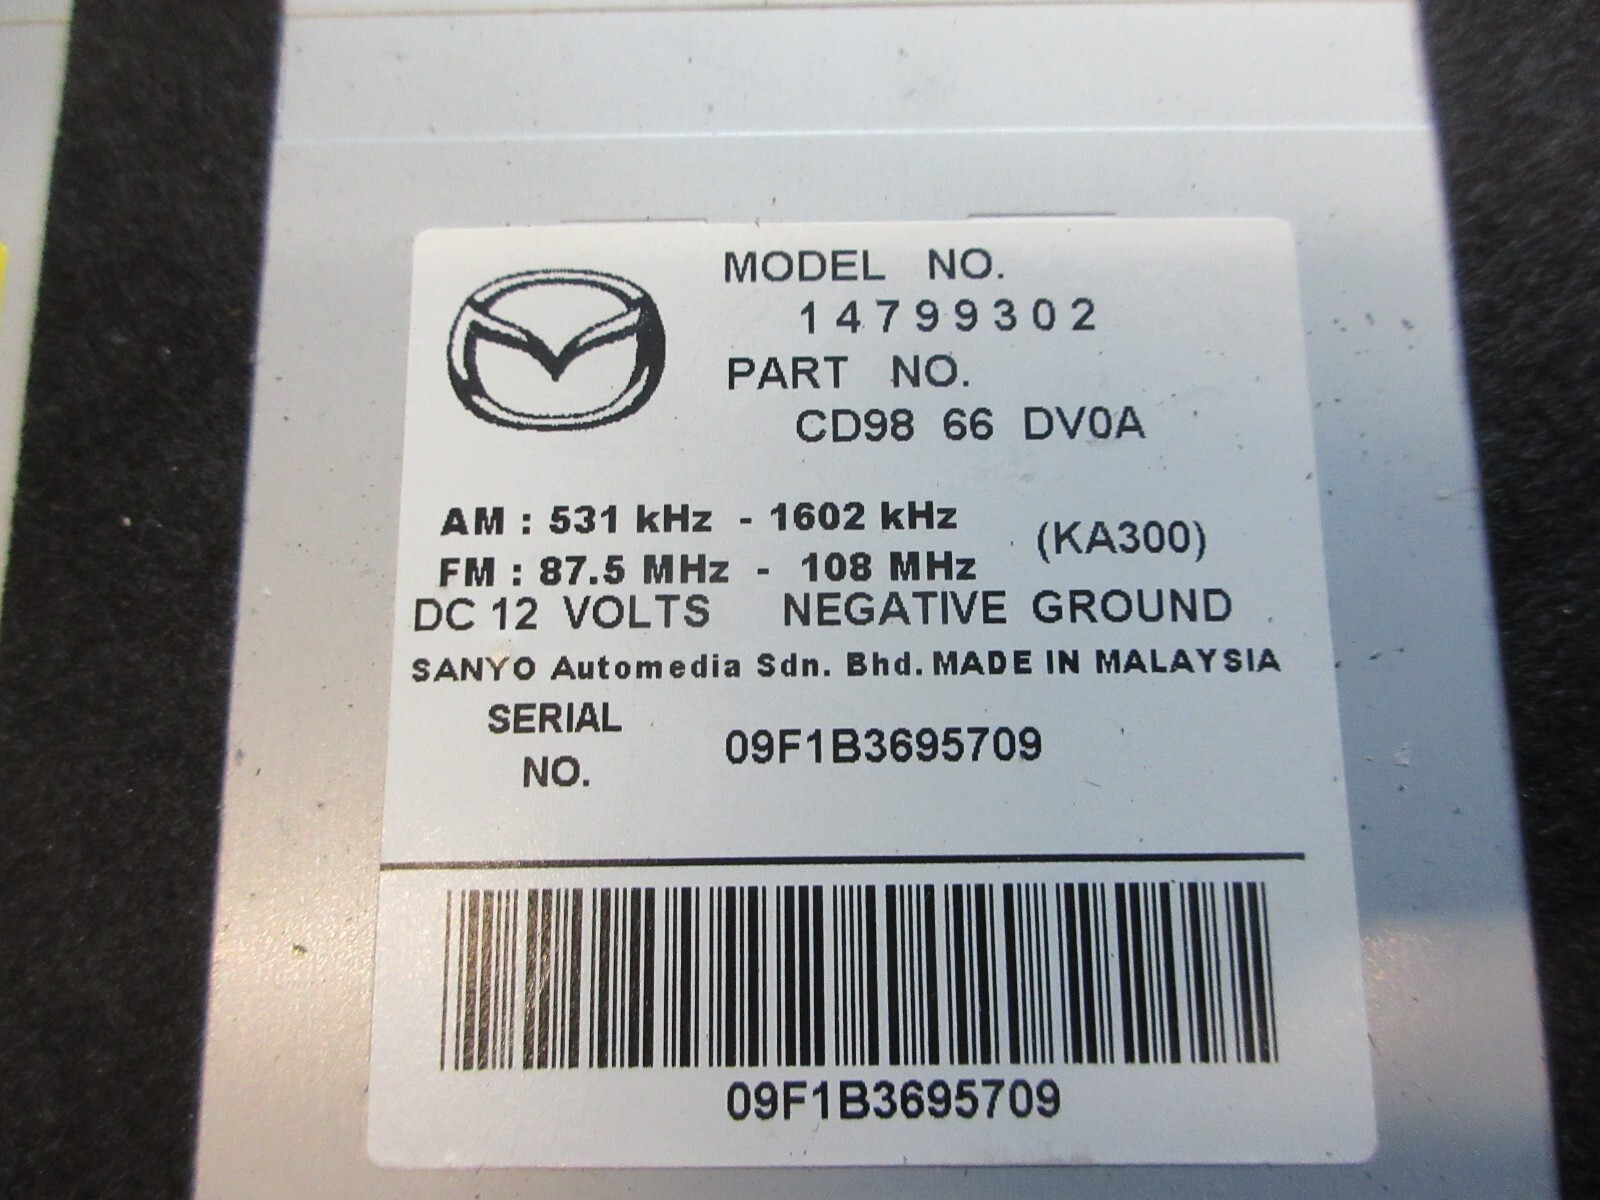 MODEL NO.
14799302
PART NO.
CD98 66 DV0A
AM : 531 kHz - 1602 kHz
(KA300)
FM : 87.5 MHz - 108 MHz
DC 12 VOLTS NEGATIVE GROUND
SANYO Automedia Sdn. Bhd. MADE IN MALAYSIA
SERIAL
NO.
09F1B3695709
09F1B3695709